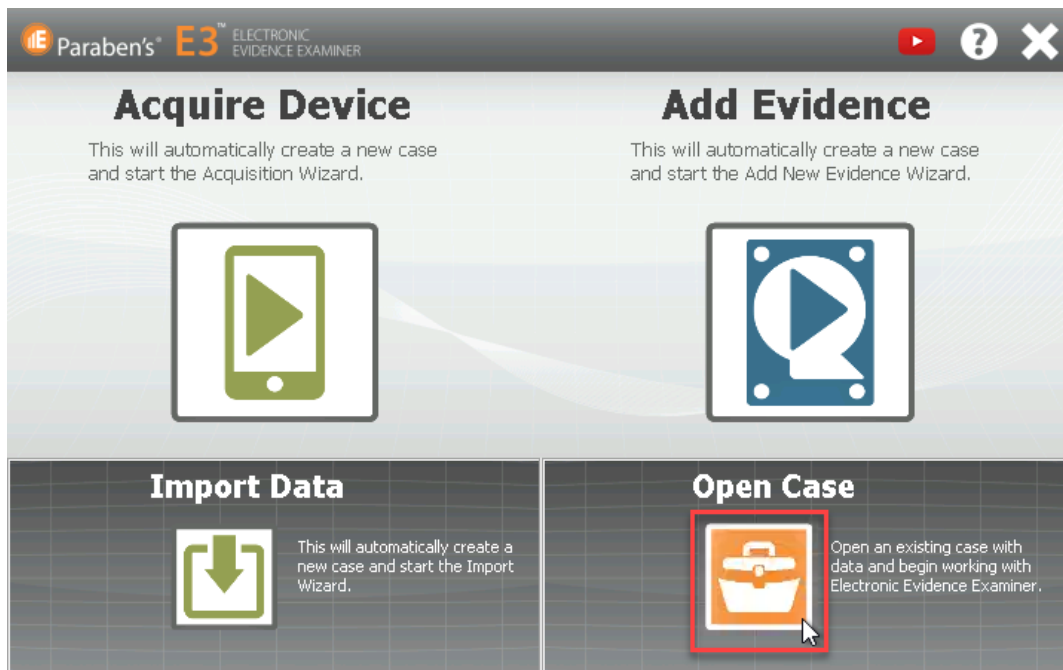 Paraben's® E3™ ELECTRONIC
EVIDENCE EXAMINER
Acquire Device
This will automatically create a new case
and start the Acquisition Wizard.
Add Evidence
This will automatically create a new case
and start the Add New Evidence Wizard.
Import Data
This will automatically create a
new case and start the Import
Wizard.
Open Case
Open an existing case with
data and begin working with
Electronic Evidence Examiner.